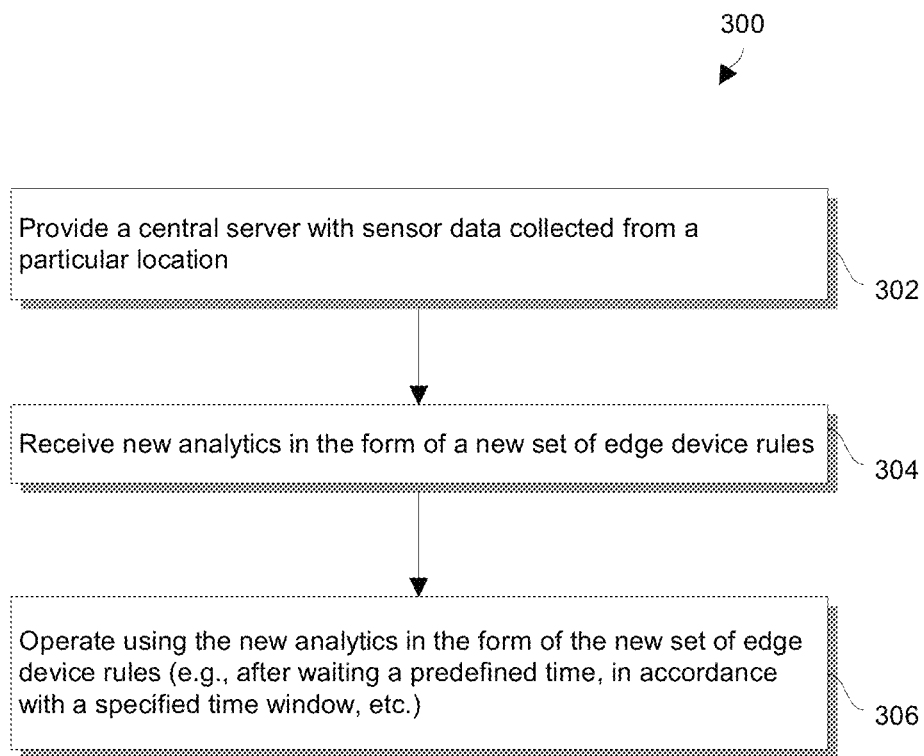 300
Provide a central server with sensor data collected from a
particular location
302
Receive new analytics in the form of a new set of edge device rules
304
Operate using the new analytics in the form of the new set of edge
device rules (e.g., after waiting a predefined time, in accordance
with a specified time window, etc.)
306